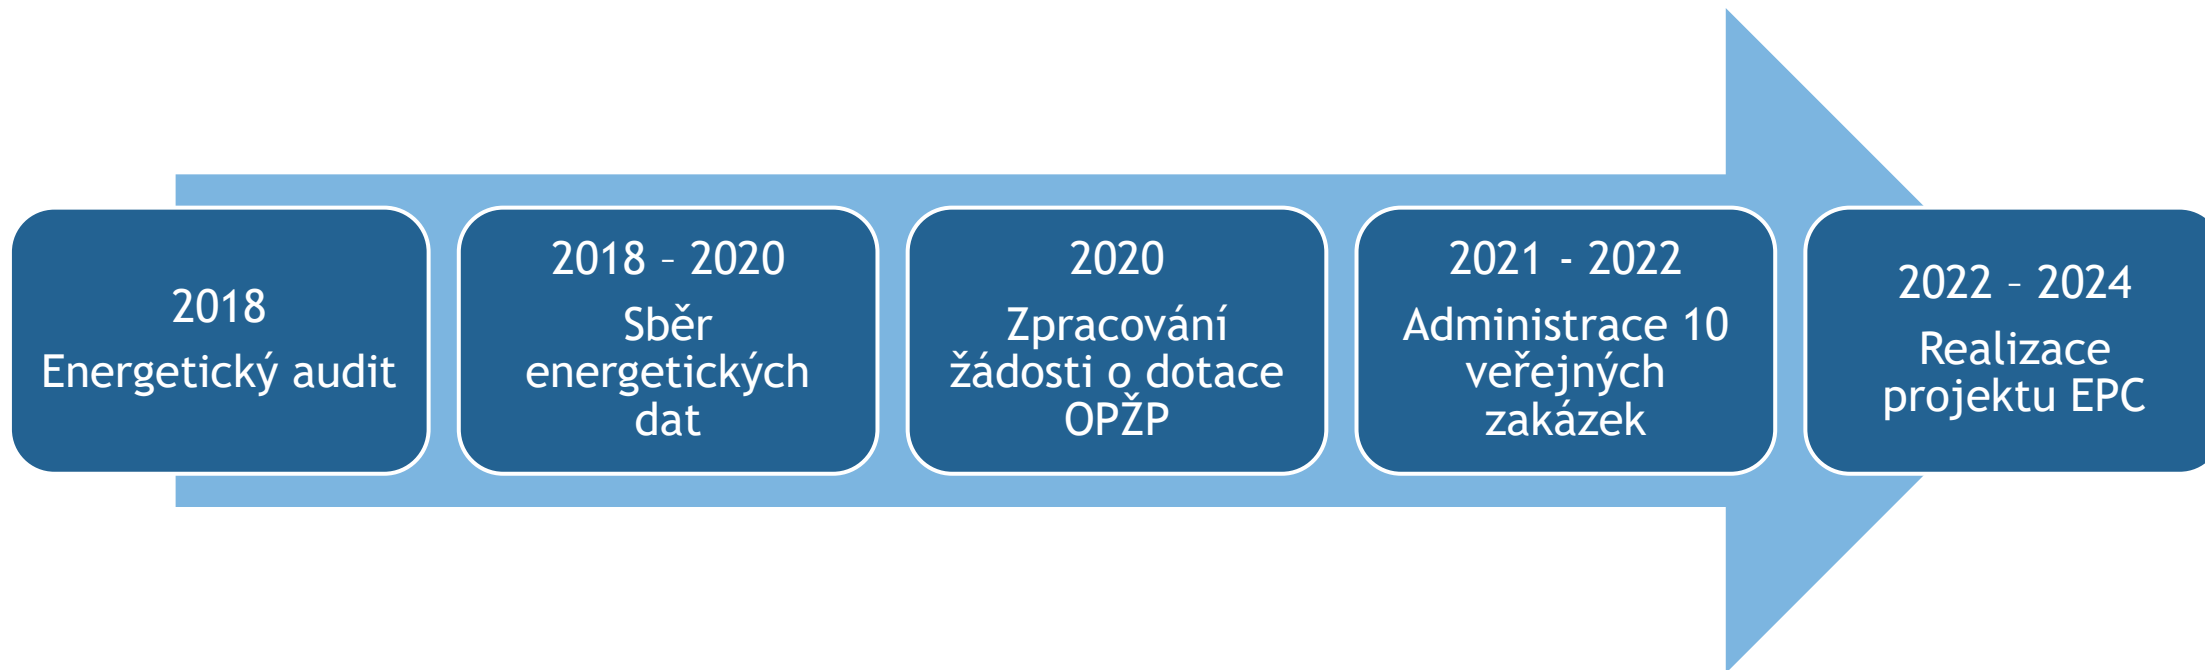 2018
Energetický audit
2018 – 2020
Sběr
energetických
dat
2020
Zpracování
žádosti o dotace
OPŽP
2021 - 2022
Administrace 10
veřejných
zakázek
2022 – 2024
Realizace
projektu EPC